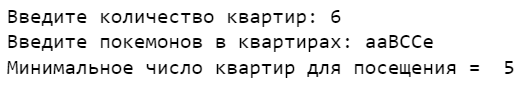 Введите количество квартир: 6
Введите покемонов в квартирах: aaBCCe
Минимальное число квартир для посещения =  5